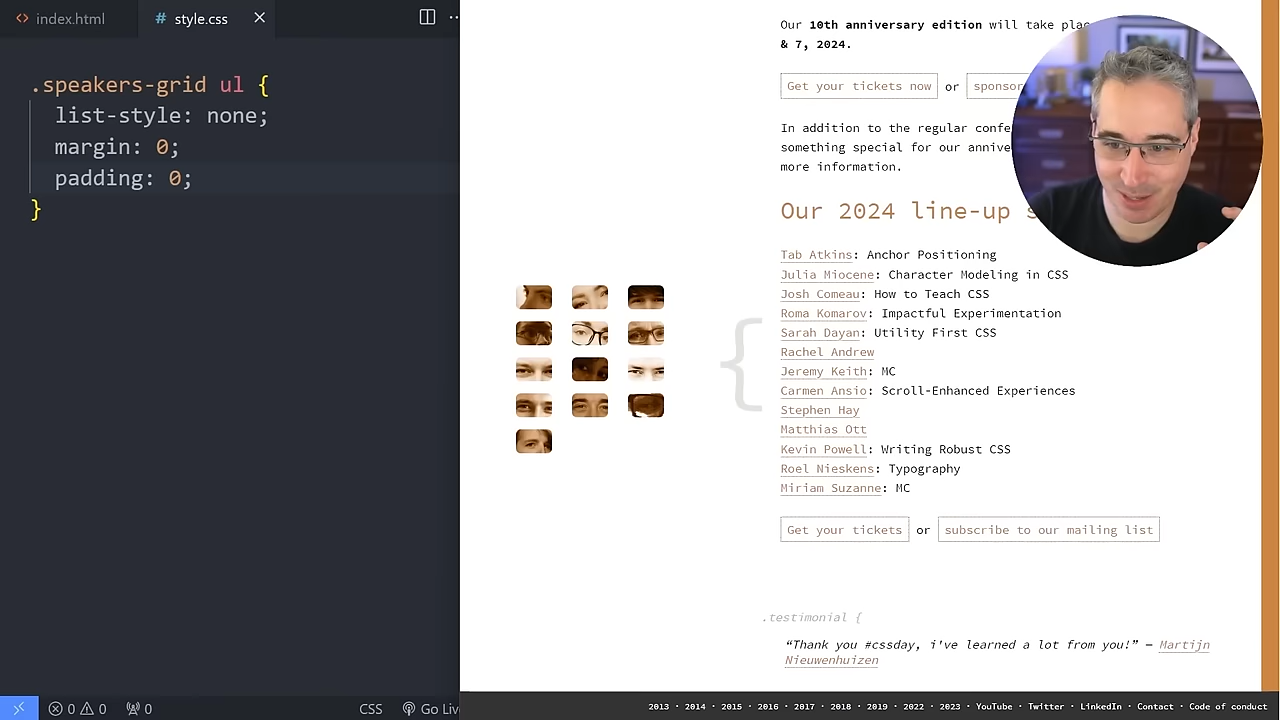 index.html
style.css
.speakers-grid ul {
list-style: none;
margin: 0;
padding: 0;
}
0 0 0
CSS
Go Liv
Our 10th anniversary edition will take
& 7, 2024.
Get your tickets now or sponsor
In addition to the regular
something special for our
more information.
Our 2024 line-up
Tab Atkins: Anchor Positioning
Julia Miocene: Character Modeling in CSS
Josh Comeau: How to Teach CSS
Roma Komarov: Impactful Experimentation
Sarah Dayan: Utility First CSS
Rachel Andrew
Jeremy Keith: MC
Carmen Ansio: Scroll-Enhanced Experiences
Stephen Hay
Matthias Ott
Kevin Powell: Writing Robust CSS
Roel Nieskens: Typography
Miriam Suzanne: MC
{
Get your tickets or subscribe to our mailing list
.testimonial {
“Thank you #cssday, i've learned a lot from you!” — Martijn
Nieuwenhuizen
2013 · 2014 · 2015 · 2016 · 2017 · 2018 · 2019 · 2022 · 2023 · YouTube · Twitter · LinkedIn · Contact · Code of conduct